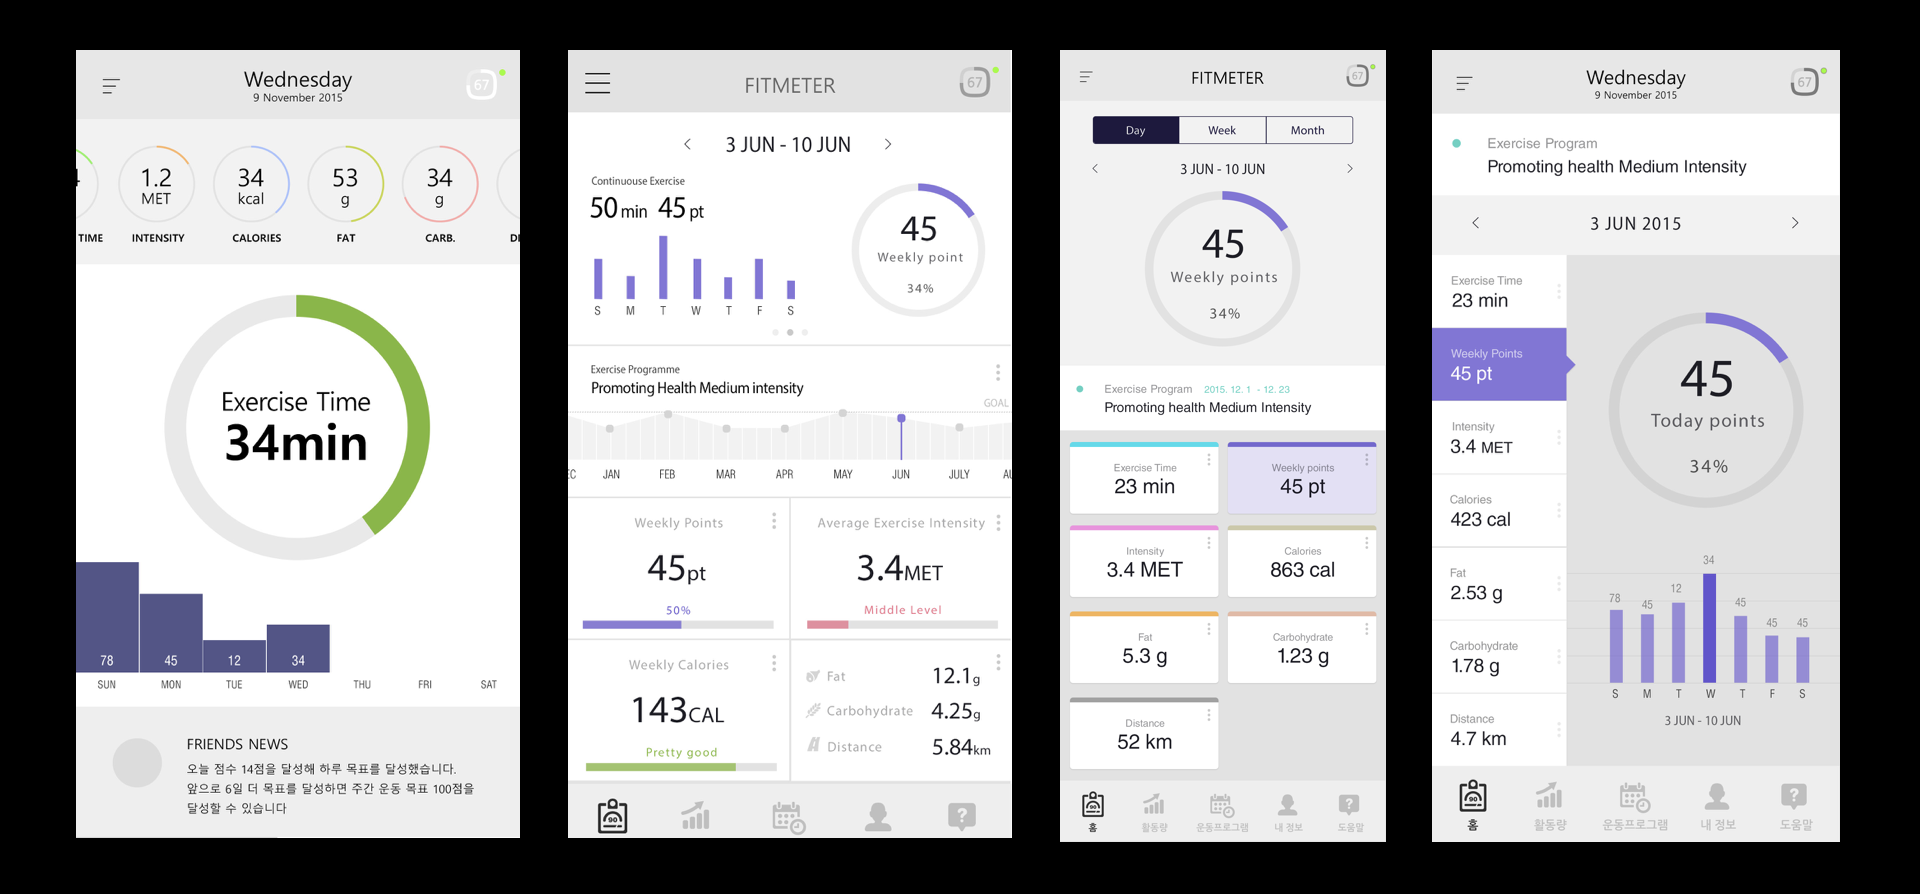 Wednesday
9 November 2015
67
1.2
MET
34
kcal
53
g
34
g
TIME
INTENSITY
CALORIES
FAT
CARB.
Exercise Time
34min
78
45
12
34
SUN
MON
TUE
WED
THU
FRI
SAT
FRIENDS NEWS
오늘 점수 14점을 달성해 하루 목표를 달성했습니다.
앞으로 6일 더 목표를 달성하면 주간 운동 목표 100점을
달성할 수 있습니다
FITMETER
67
3 JUN - 10 JUN
Continouse Exercise
50 min 45 pt
S M T W T F S
45
Weekly point
34%
Exercise Programme
Promoting Health Medium intensity
GOAL
JAN FEB MAR APR MAY JUN JULY
Weekly Points
45pt
50%
Average Exercise Intensity
3.4MET
Middle Level
Weekly Calories
143CAL
Pretty good
Fat 12.1g
Carbohydrate 4.25g
Distance 5.84km
90
FITMETER
67
Day Week Month
3 JUN - 10 JUN
45
Weekly points
34%
Exercise Program 2015. 12. 1 - 12. 23
Promoting health Medium Intensity
Exercise Time
23 min
Weekly points
45 pt
Intensity
3.4 MET
Calories
863 cal
Fat
5.3 g
Carbohydrate
1.23 g
Distance
52 km
90
홈 활동량 운동프로그램 내 정보 도움말
Wednesday
9 November 2015
67
Exercise Program
Promoting health Medium Intensity
3 JUN 2015
Exercise Time
23 min
Weekly Points
45 pt
Intensity
3.4 MET
Calories
423 cal
Fat
2.53 g
Carbohydrate
1.78 g
Distance
4.7 km
45
Today points
34%
78 45 12 34 45 45 45
S M T W T F S
3 JUN - 10 JUN
90
홈 활동량 운동프로그램 내 정보 도움말